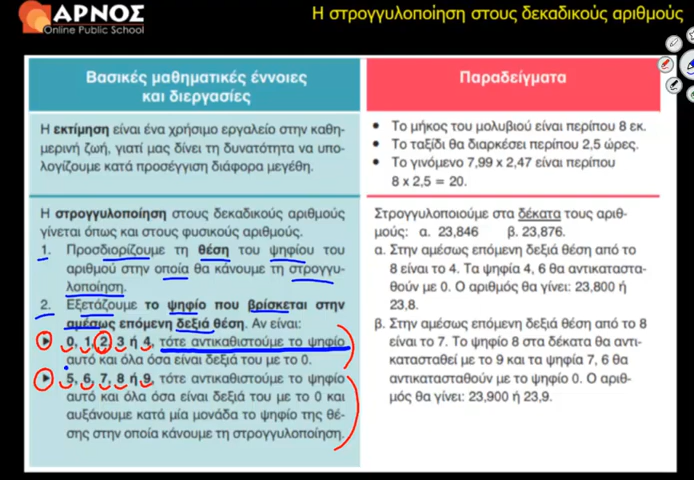 ΑΡΝΟΣ
Online Public School
Η στρογγυλοποίηση στους δεκαδικούς αριθμούς
Βασικές μαθηματικές έννοιες
και διεργασίες
Η εκτίμηση είναι ένα χρήσιμο εργαλείο στην καθη-
μερινή ζωή, γιατί μας δίνει τη δυνατότητα να υπο-
λογίζουμε κατά προσέγγιση διάφορα μεγέθη.
Η στρογγυλοποίηση στους δεκαδικούς αριθμούς
γίνεται όπως και στους φυσικούς αριθμούς.
1. Προσδιορίζουμε τη θέση του ψηφίου του
αριθμού στην οποία θα κάνουμε τη στρογγυ-
λοποίηση.
2. Εξετάζουμε το ψηφίο που βρίσκεται στην
αμέσως επόμενη δεξιά θέση. Αν είναι:
0, 1, 2, 3 ή 4, τότε αντικαθιστούμε το ψηφίο
αυτό και όλα όσα είναι δεξιά του με το 0.
5, 6, 7, 8 ή 9, τότε αντικαθιστούμε το ψηφίο
αυτό και όλα όσα είναι δεξιά του με το 0 και
αυξάνουμε κατά μία μονάδα το ψηφίο της θέ-
σης στην οποία κάνουμε τη στρογγυλοποίηση.
Παραδείγματα
• Το μήκος του μολυβιού είναι περίπου 8 εκ.
• Το ταξίδι θα διαρκέσει περίπου 2,5 ώρες.
• Το γινόμενο 7,99 x 2,47 είναι περίπου
8 x 2,5 = 20.
Στρογγυλοποιούμε στα δέκατα τους αριθ-
μούς: α. 23,846 β. 23,876.
α. Στην αμέσως επόμενη δεξιά θέση από το
8 είναι το 4. Τα ψηφία 4, 6 θα αντικαταστα-
θούν με 0. Ο αριθμός θα γίνει: 23,800 ή
23,8.
β. Στην αμέσως επόμενη δεξιά θέση από το 8
είναι το 7. Το ψηφίο 8 στα δέκατα θα αντι-
κατασταθεί με το 9 και τα ψηφία 7, 6 θα
αντικατασταθούν με το ψηφίο 0. Ο αριθ-
μός θα γίνει: 23,900 ή 23,9.